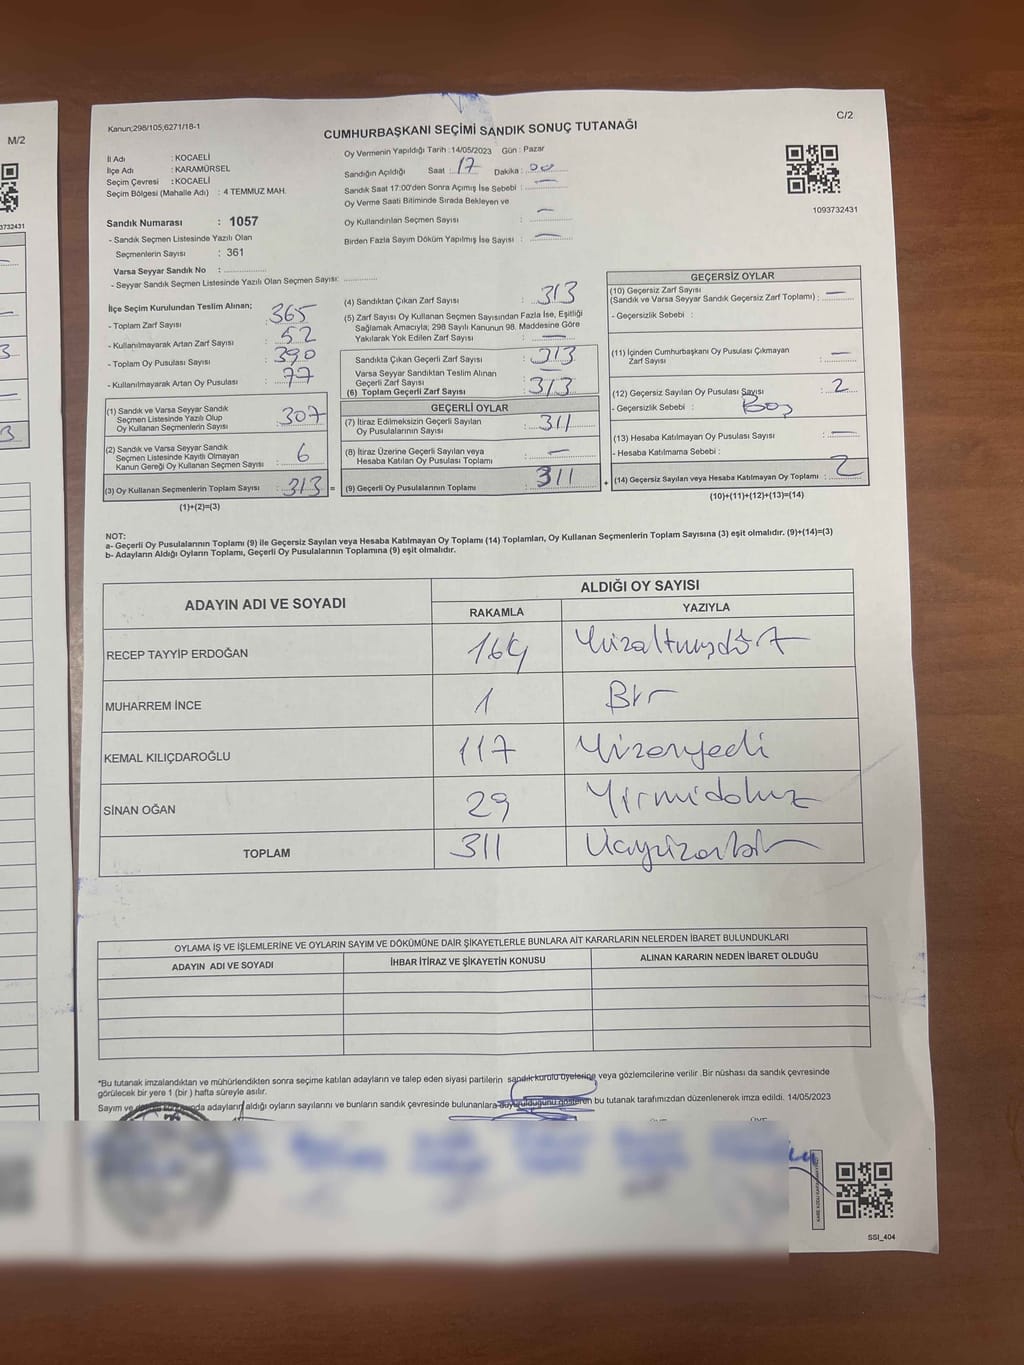 M/2
3732431
3
3
Kanun;298/105,6271/18-1
C/2
CUMHURBAŞKANI SEÇİMİ SANDIK SONUÇ TUTANAĞI
İl Adı : KOCAELİ
İlçe Adı : KARAMÜRSEL
Seçim Çevresi : KOCAELİ
Seçim Bölgesi (Mahalle Adı) : 4 TEMMUZ MAH.
Sandık Numarası : 1057
- Sandık Seçmen Listesinde Yazılı Olan
Seçmenlerin Sayısı : 361
Varsa Seyyar Sandık No : ..............
- Seyyar Sandık Seçmen Listesinde Yazılı Olan Seçmen Sayısı: ............
Oy Vermenin Yapıldığı Tarih : 14/05/2023 Gün : Pazar
Sandığın Açıldığı Saat : 17 Dakika : 00
Sandık Saat 17:00'den Sonra Açımış İse Sebebi : —
Oy Verme Saati Bitiminde Sırada Bekleyen ve
Oy Kullandırılan Seçmen Sayısı : —
Birden Fazla Sayım Döküm Yapılmış İse Sayısı : —
1093732431
İlçe Seçim Kurulundan Teslim Alınan;
- Toplam Zarf Sayısı : 365
- Kullanılmayarak Artan Zarf Sayısı : 52
- Toplam Oy Pusulası Sayısı : 390
- Kullanılmayarak Artan Oy Pusulası : 77
(1) Sandık ve Varsa Seyyar Sandık
Seçmen Listesinde Yazılı Olup
Oy Kullanan Seçmenlerin Sayısı : 307
(2) Sandık ve Varsa Seyyar Sandık
Seçmen Listesinde Kayıtlı Olmayan
Kanun Gereği Oy Kullanan Seçmen Sayısı : 6
(3) Oy Kullanan Seçmenlerin Toplam Sayısı : 313 =
(1)+(2)=(3)
(4) Sandıktan Çıkan Zarf Sayısı : 313
(5) Zarf Sayısı Oy Kullanan Seçmen Sayısından Fazla İse, Eşitliği
Sağlamak Amacıyla; 298 Sayılı Kanunun 98. Maddesine Göre
Yakılarak Yok Edilen Zarf Sayısı : —
Sandıkta Çıkan Geçerli Zarf Sayısı : 313
Varsa Seyyar Sandıktan Teslim Alınan
Geçerli Zarf Sayısı : —
(6) Toplam Geçerli Zarf Sayısı : 313
GEÇERLİ OYLAR
(7) İtiraz Edilmeksizin Geçerli Sayılan
Oy Pusulalarının Sayısı : 311
(8) İtiraz Üzerine Geçerli Sayılan veya
Hesaba Katılan Oy Pusulası Toplamı : —
(9) Geçerli Oy Pusulalarının Toplamı : 311 +
GEÇERSİZ OYLAR
(10) Geçersiz Zarf Sayısı
(Sandık ve Varsa Seyyar Sandık Geçersiz Zarf Toplamı) : —
- Geçersizlik Sebebi :
(11) İçinden Cumhurbaşkanı Oy Pusulası Çıkmayan
Zarf Sayısı : —
(12) Geçersiz Sayılan Oy Pusulası Sayısı : 2
- Geçersizlik Sebebi : Boş
(13) Hesaba Katılmayan Oy Pusulası Sayısı : —
- Hesaba Katılmama Sebebi :
(14) Geçersiz Sayılan veya Hesaba Katılmayan Oy Toplamı : 2
(10)+(11)+(12)+(13)=(14)
NOT:
a- Geçerli Oy Pusulalarının Toplamı (9) ile Geçersiz Sayılan veya Hesaba Katılmayan Oy Toplamı (14) Toplamları, Oy Kullanan Seçmenlerin Toplam Sayısına (3) eşit olmalıdır. (9)+(14)=(3)
b- Adayların Aldığı Oyların Toplamı, Geçerli Oy Pusulalarının Toplamına (9) eşit olmalıdır.
ADAYIN ADI VE SOYADI ALDIĞI OY SAYISI
RAKAMLA YAZIYLA
RECEP TAYYİP ERDOĞAN 164 Yüzaltmışdört
MUHARREM İNCE 1 Bir
KEMAL KILIÇDAROĞLU 117 Yüzonyedi
SİNAN OĞAN 29 Yirmidokuz
TOPLAM 311 Üçyüzonbir
OYLAMA İŞ VE İŞLEMLERİNE VE OYLARIN SAYIM VE DÖKÜMÜNE DAİR ŞİKAYETLERLE BUNLARA AİT KARARLARIN NELERDEN İBARET BULUNDUKLARI
ADAYIN ADI VE SOYADI İHBAR İTİRAZ VE ŞİKAYETİN KONUSU ALINAN KARARIN NEDEN İBARET OLDUĞU
*Bu tutanak imzalandıktan ve mühürlendikten sonra seçime katılan adayların ve talep eden siyasi partilerin sandık kurulu üyelerine veya gözlemcilerine verilir .Bir nüshası da sandık çevresinde
görülecek bir yere 1 (bir ) hafta süreyle asılır.
Sayım ve adayların aldığı oyların sayılarını ve bunların sandık çevresinde bulunanlara duyurulduğunu gösteren bu tutanak tarafımızdan düzenlenerek imza edildi. 14/05/2023
SSİ_404